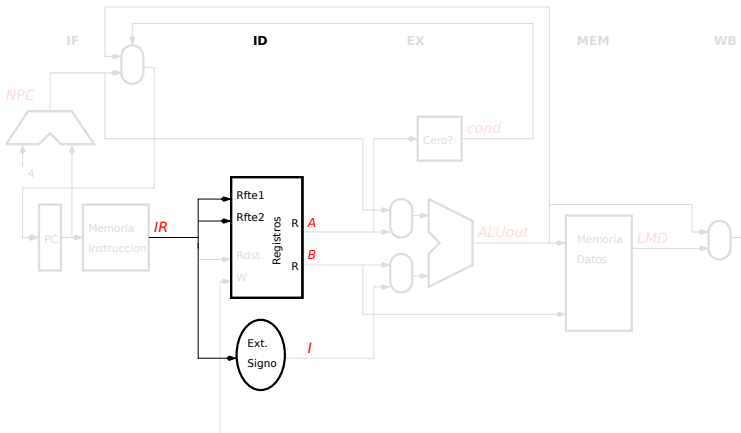 IF
ID
EX
MEM
WB
NPC
4
PC
Memoria
Instruccion
IR
Rfte1
Rfte2
Rdst
W
Registros
R
R
A
B
Ext.
Signo
I
Cero?
cond
ALUout
Memoria
Datos
LMD